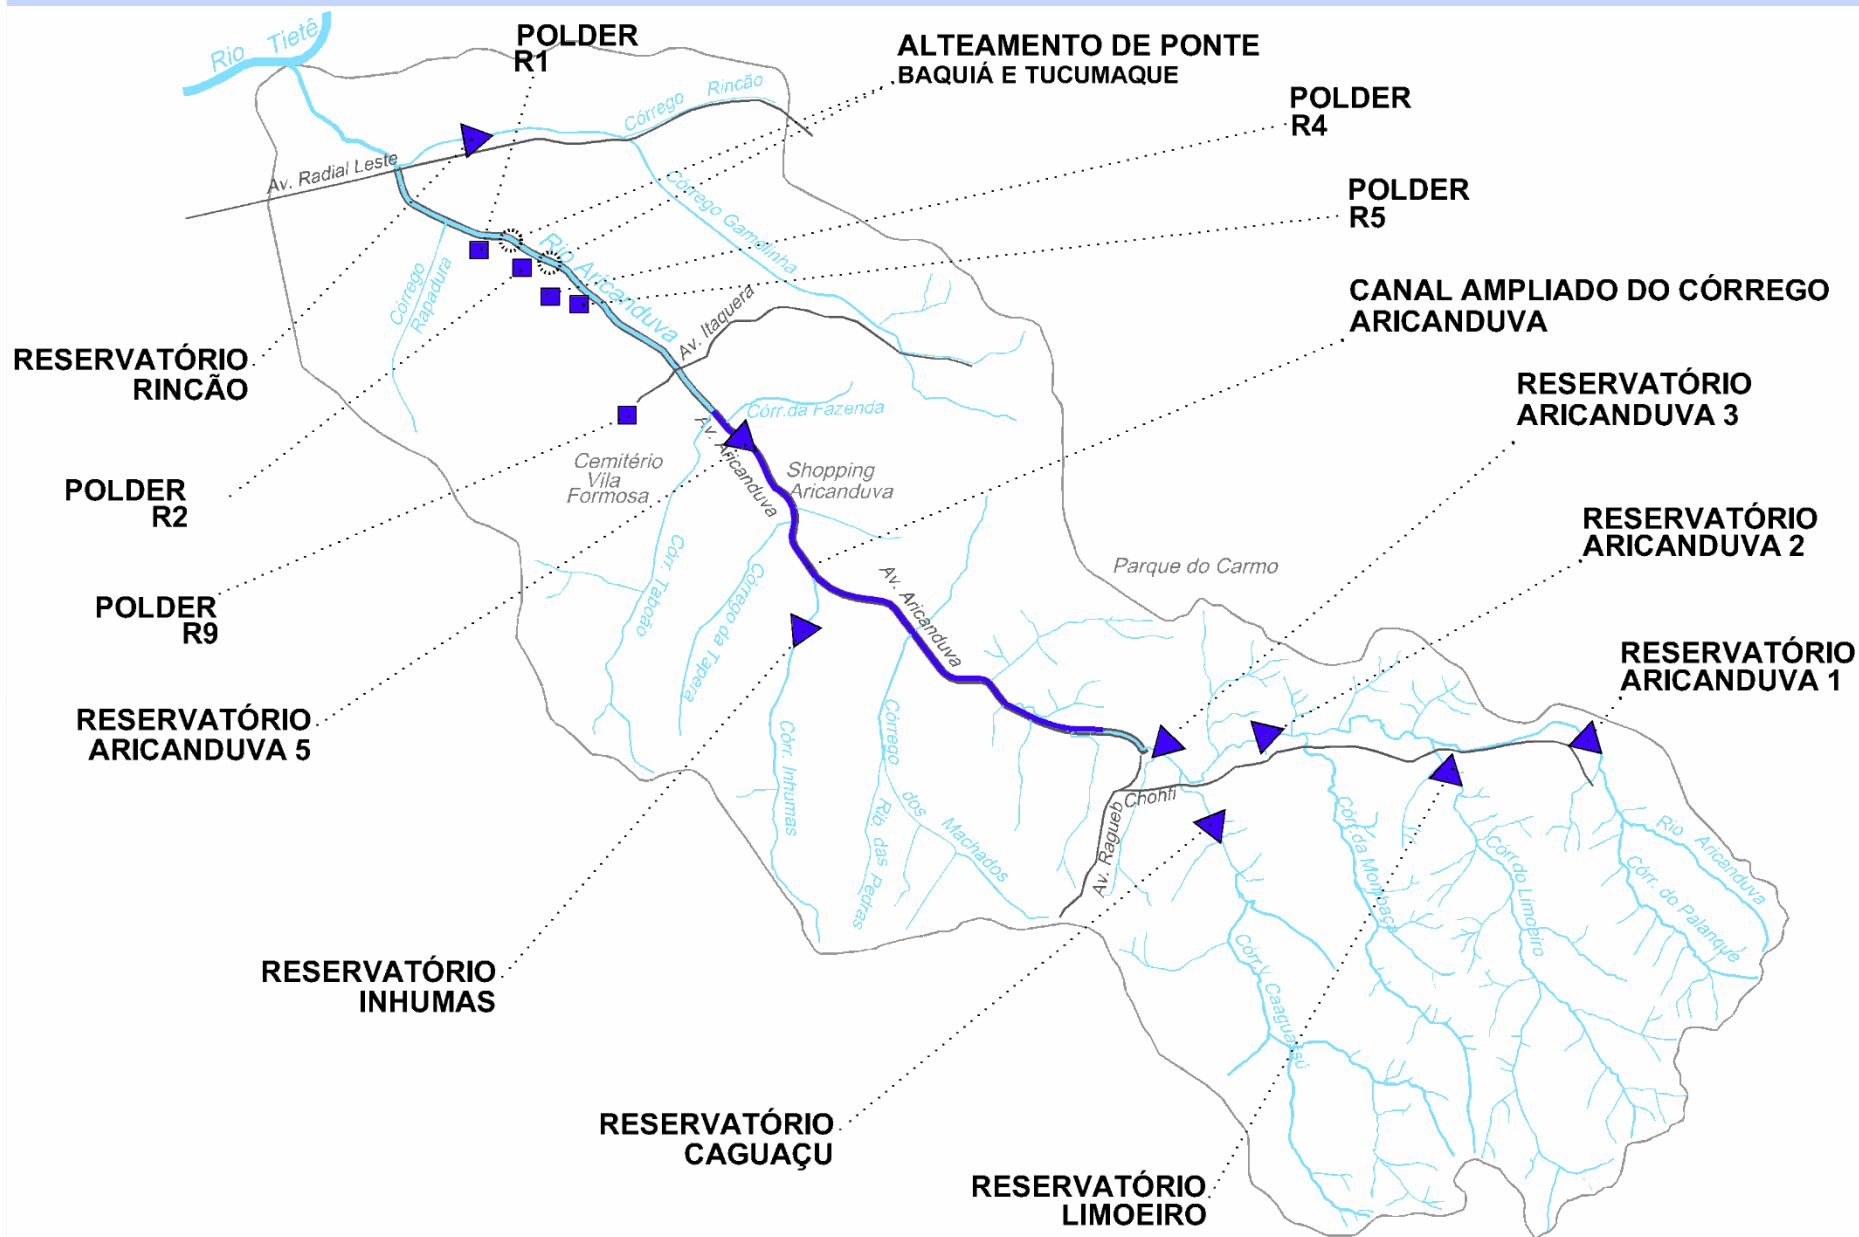 Rio Tietê
POLDER
R1
ALTEAMENTO DE PONTE
BAQUIÁ E TUCUMAQUE
POLDER
R4
Córrego Rincão
Av. Radial Leste
Córrego Gamelinha
POLDER
R5
Rio Aricanduva
Córrego
Rapadura
Av. Itaquera
CANAL AMPLIADO DO CÓRREGO
ARICANDUVA
RESERVATÓRIO
RINCÃO
RESERVATÓRIO
ARICANDUVA 3
Córr.da Fazenda
Av. Aricanduva
Cemitério
Vila
Formosa
Shopping
Aricanduva
POLDER
R2
RESERVATÓRIO
ARICANDUVA 2
Parque do Carmo
Córr. Taboão
Córrego da Tapera
Av. Aricanduva
POLDER
R9
RESERVATÓRIO
ARICANDUVA 1
RESERVATÓRIO
ARICANDUVA 5
Córr. Inhumas
Córrego
dos
Machados
Rib. das Pedras
Av. Ragueb
Chohfi
Córr.da Mombaça
Córr.do Limoeiro
Rio Aricanduva
Córr. do Palanque
Córr. Caaguassú
RESERVATÓRIO
INHUMAS
RESERVATÓRIO
CAGUAÇU
RESERVATÓRIO
LIMOEIRO